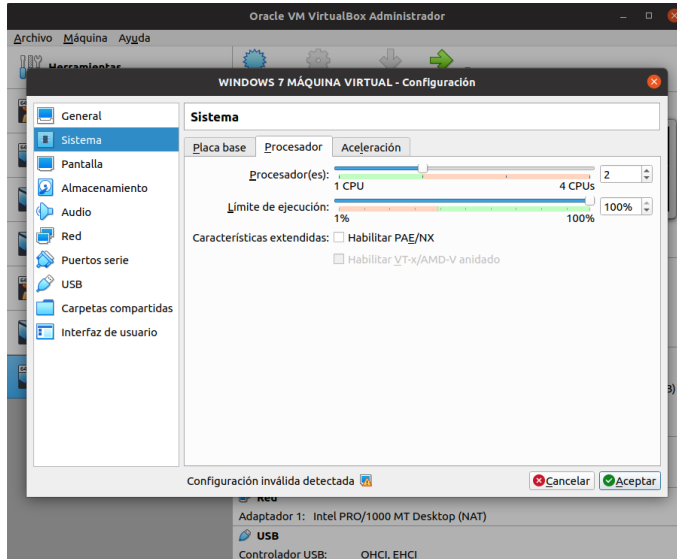 Oracle VM VirtualBox Administrador
Archivo Máquina Ayuda
Herramientas
WINDOWS 7 MÁQUINA VIRTUAL - Configuración
General
Sistema
Pantalla
Almacenamiento
Audio
Red
Puertos serie
USB
Carpetas compartidas
Interfaz de usuario
Sistema
Placa base Procesador Aceleración
Procesador(es): 2
1 CPU 4 CPUs
Límite de ejecución: 100%
1% 100%
Características extendidas: Habilitar PAE/NX
Habilitar VT-x/AMD-V anidado
Configuración inválida detectada Cancelar Aceptar
Red
Adaptador 1: Intel PRO/1000 MT Desktop (NAT)
USB
Controlador USB: OHCI, EHCI